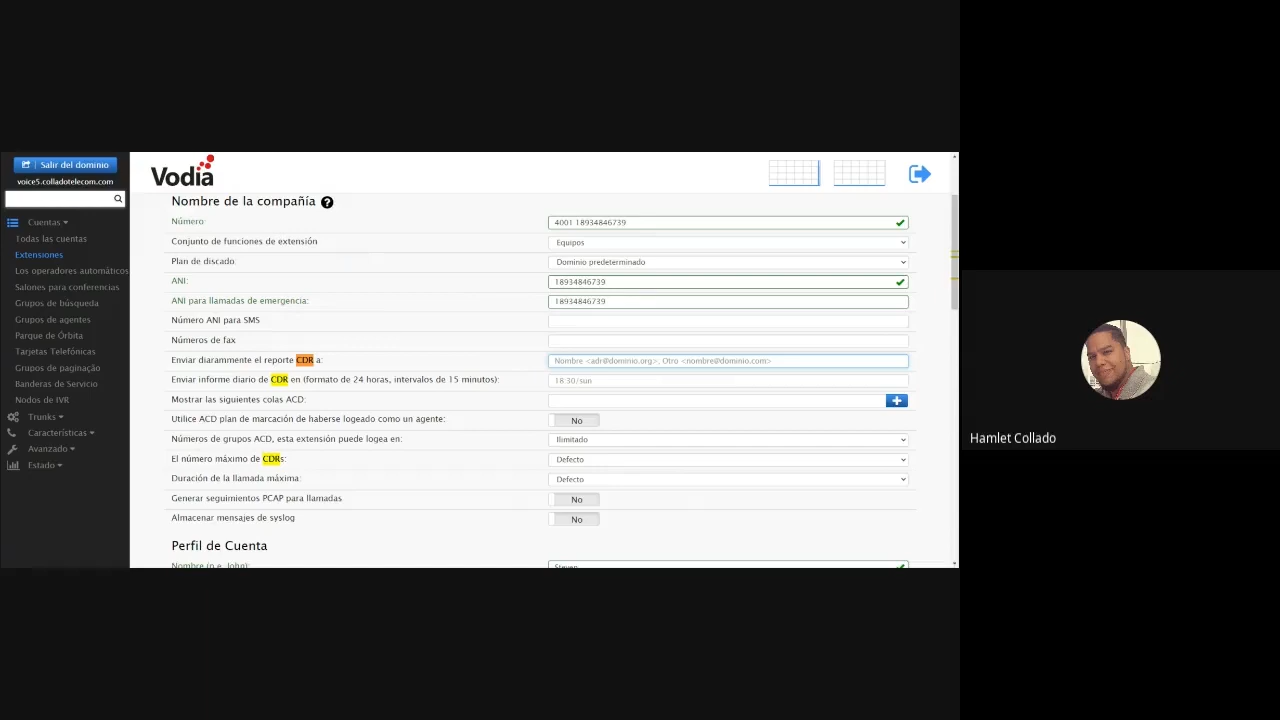 Salir del dominio
voice5.colladotelecom.com
Cuentas
Todas las cuentas
Extensiones
Los operadores automáticos
Salones para conferencias
Grupos de búsqueda
Grupos de agentes
Parque de Órbita
Tarjetas Telefónicas
Grupos de paginação
Banderas de Servicio
Nodos de IVR
Trunks
Características
Avanzado
Estado
Vodia
Nombre de la compañía ?
Número: 4001 18934846739
Conjunto de funciones de extensión Equipos
Plan de discado Dominio predeterminado
ANI: 18934846739
ANI para llamadas de emergencia: 18934846739
Número ANI para SMS
Números de fax
Enviar diarammente el reporte CDR a: Nombre <adr@dominio.org>, Otro <nombre@dominio.com>
Enviar informe diario de CDR en (formato de 24 horas, intervalos de 15 minutos): 18:30/sun
Mostrar las siguientes colas ACD:
Utilice ACD plan de marcación de haberse logeado como un agente: No
Números de grupos ACD, esta extensión puede logea en: Ilimitado
El número máximo de CDRs: Defecto
Duración de la llamada máxima: Defecto
Generar seguimientos PCAP para llamadas No
Almacenar mensajes de syslog No
Perfil de Cuenta
Nombre (p.e. John): Steven
Hamlet Collado